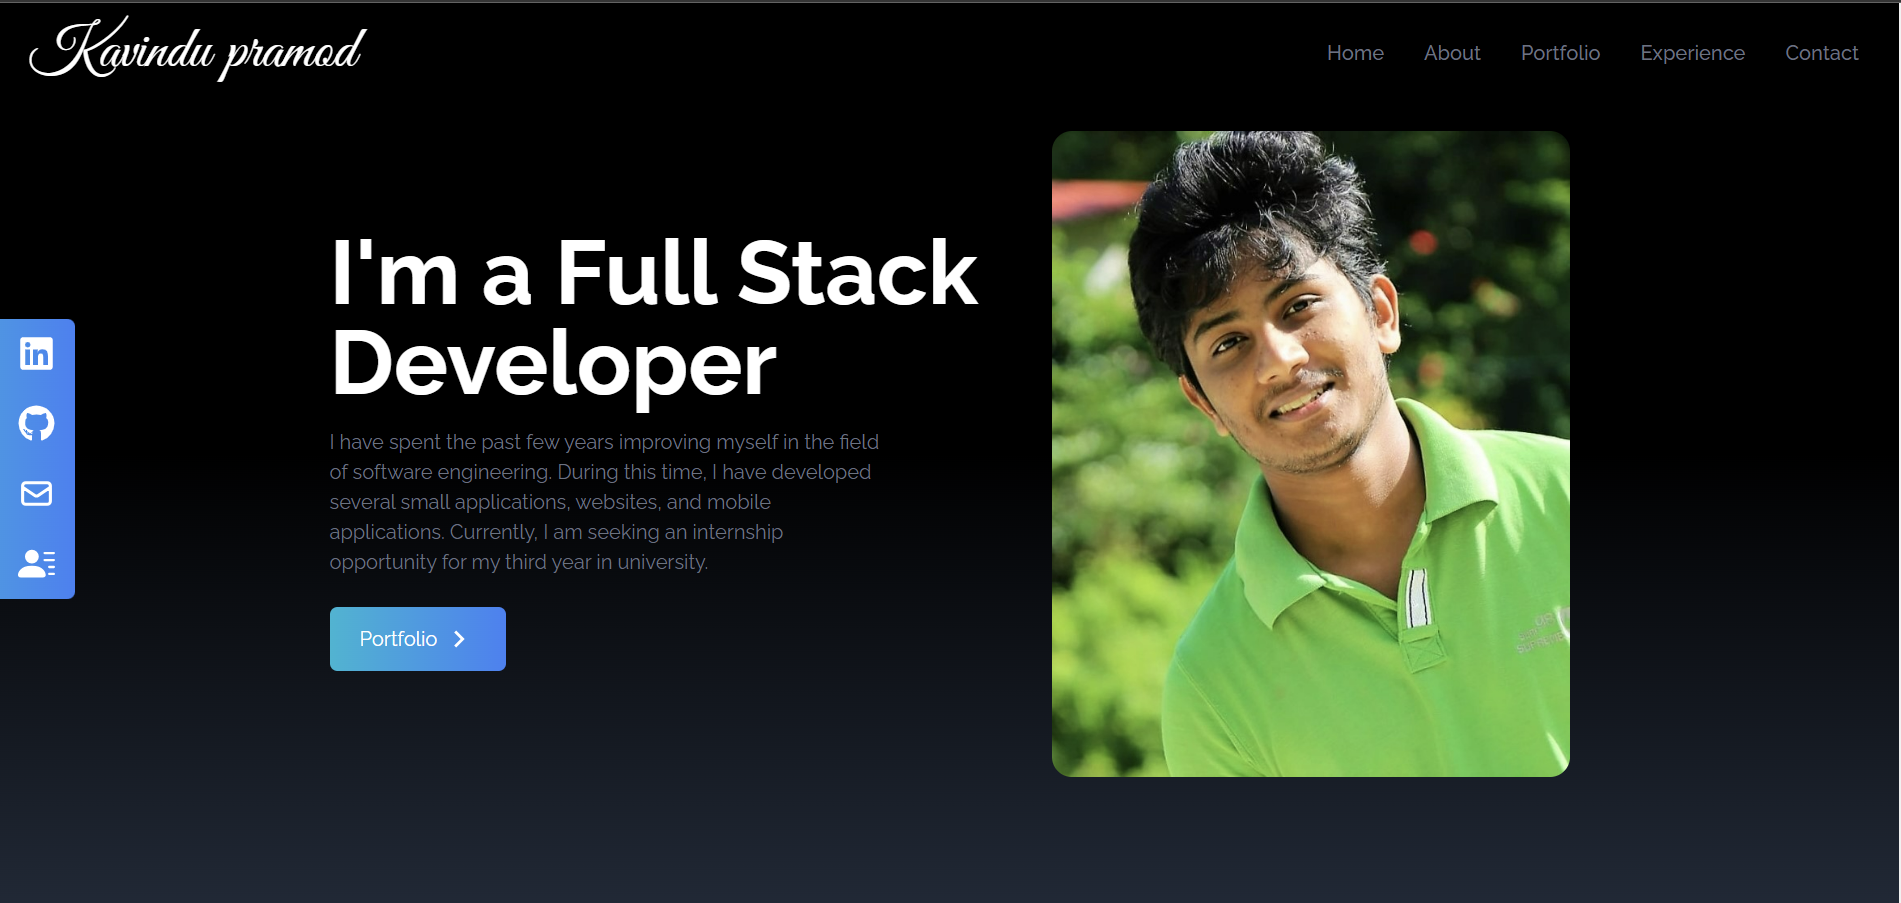 Kavindu pramod
Home About Portfolio Experience Contact
I'm a Full Stack
Developer
I have spent the past few years improving myself in the field
of software engineering. During this time, I have developed
several small applications, websites, and mobile
applications. Currently, I am seeking an internship
opportunity for my third year in university.
Portfolio
in